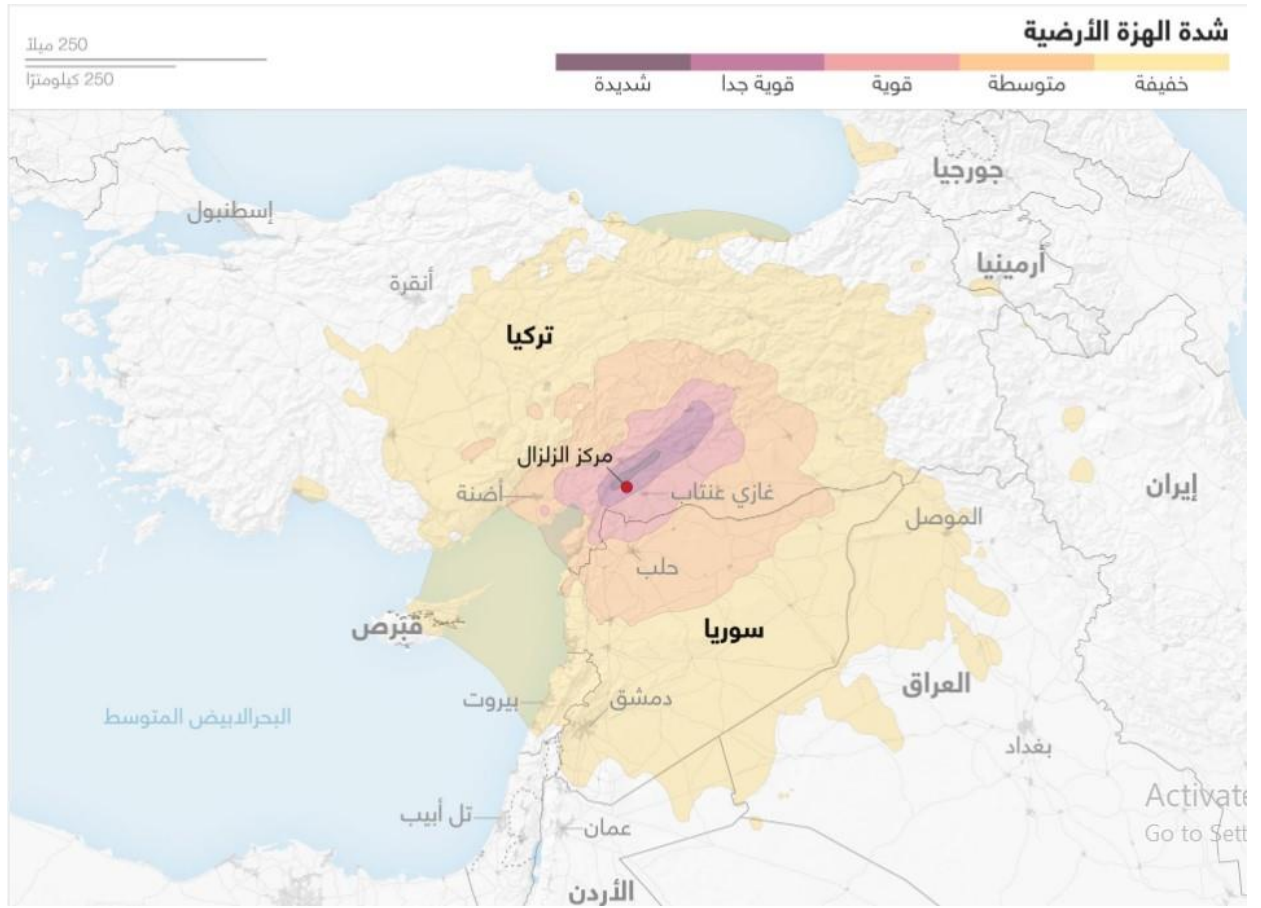 شدة الهزة الأرضية
خفيفة
متوسطة
قوية
قوية جدا
شديدة
250 ميلاً
250 كيلومترًا
جورجيا
إسطنبول
أرمينيا
أنقرة
تركيا
مركز الزلزال
إيران
أضنة
غازي عنتاب
الموصل
حلب
قبرص
سوريا
العراق
دمشق
بيروت
البحرالابيض المتوسط
بغداد
Activate
تل أبيب
عمان
Go to Sett
الأردن